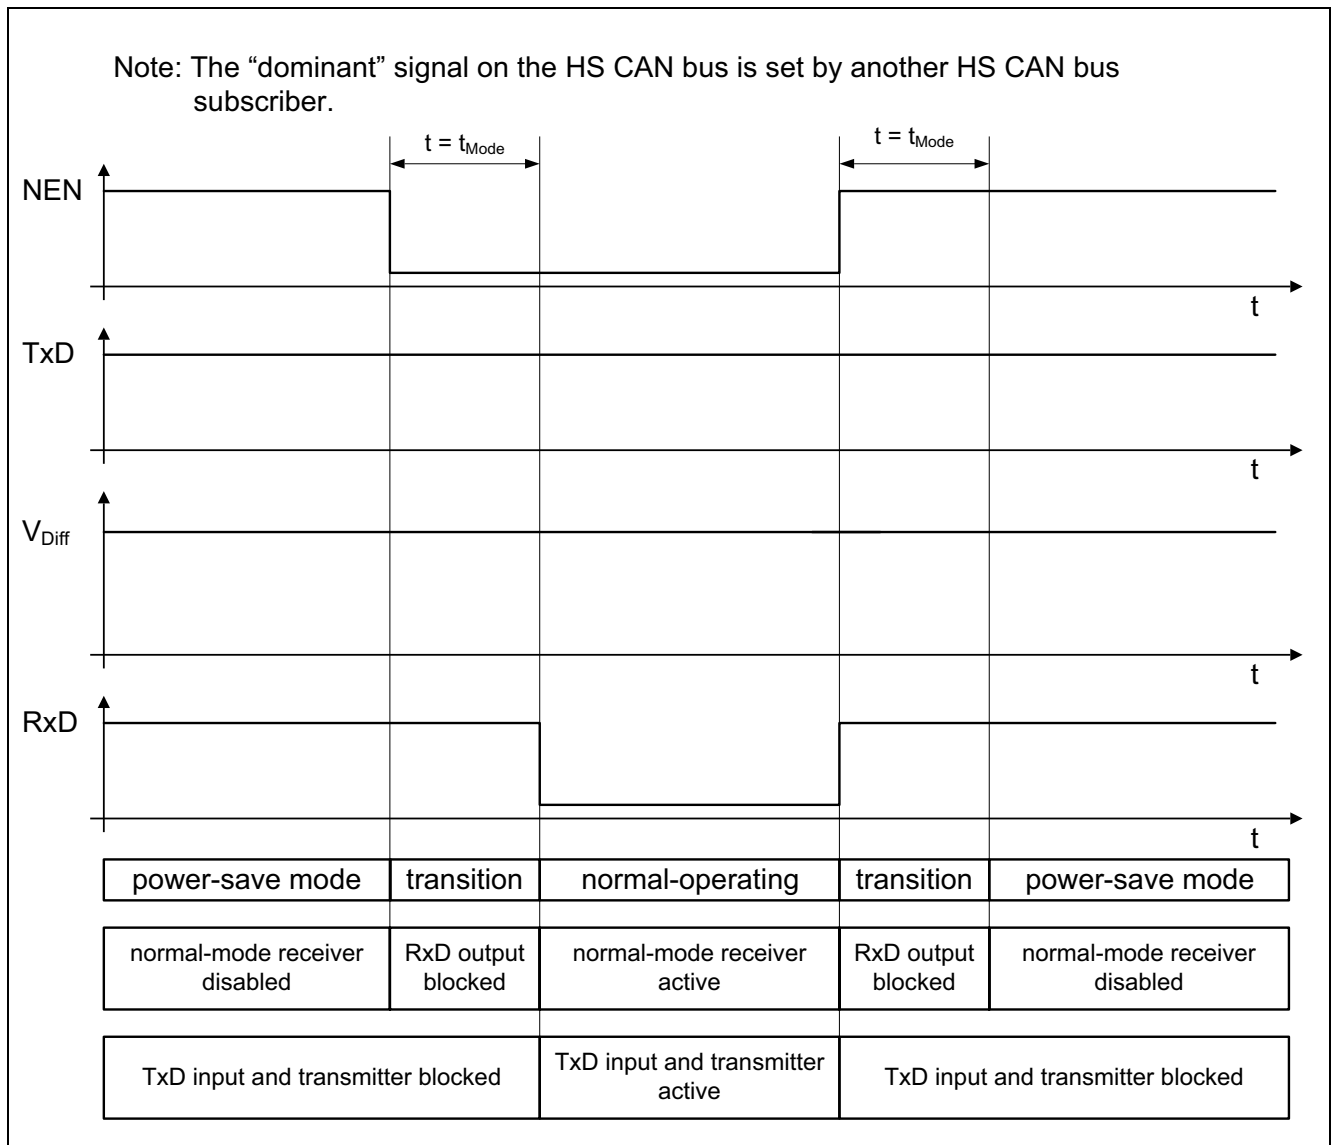 Note: The “dominant” signal on the HS CAN bus is set by another HS CAN bus
subscriber.
t = tMode
t = tMode
NEN
t
TxD
t
VDiff
t
RxD
t
power-save mode
transition
normal-operating
transition
power-save mode
normal-mode receiver
disabled
RxD output
blocked
normal-mode receiver
active
RxD output
blocked
normal-mode receiver
disabled
TxD input and transmitter blocked
TxD input and transmitter
active
TxD input and transmitter blocked